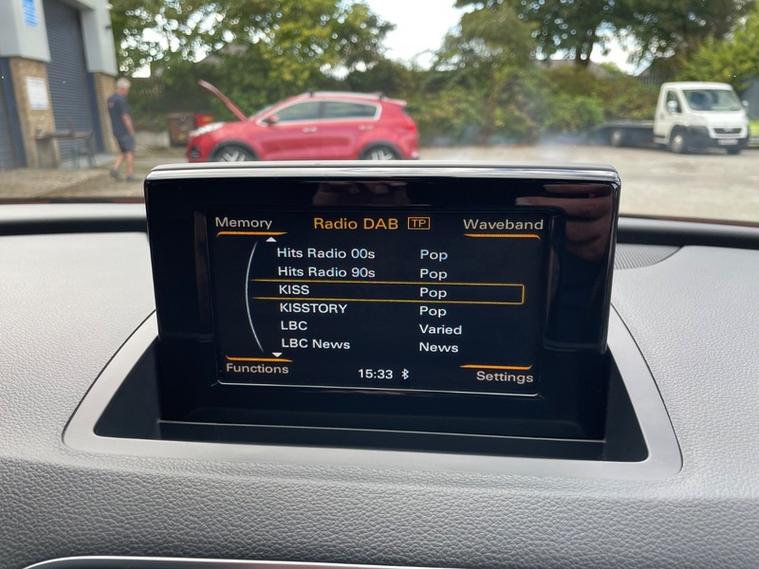 Memory Radio DAB TP Waveband
Hits Radio 00s Pop
Hits Radio 90s Pop
KISS Pop
KISSTORY Pop
LBC Varied
LBC News News
Functions 15:33 Settings